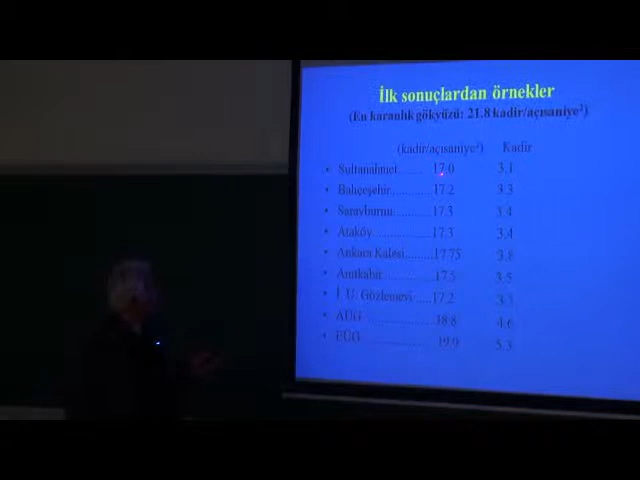 İlk sonuçlardan örnekler
(En karanlık gökyüzü: 21.8 kadir/açısaniye²)
(kadir/açısaniye²) Kadir
• Sultanahmet...... 17.0 3.1
• Bahçeşehir............17.2 3.3
• Sarayburnu..........17.3 3.4
• Ataköy...............17.3 3.4
• Ankara Kalesi........17.75 3.8
• Anıtkabir.............17.5 3.5
• İ. Ü. Gözlemevi.....17.2 3.3
• AÜG..................18.8 4.6
• EÜG.................. 19.9 5.3